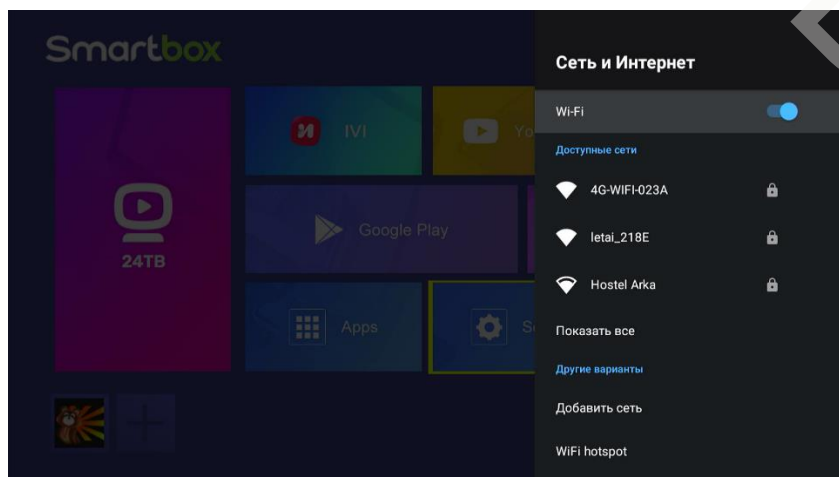 Smartbox
24ТВ
IVI
Yo
Google Play
Apps
S
Сеть и Интернет
Wi-Fi
Доступные сети
4G-WIFI-023A
letai_218E
Hostel Arka
Показать все
Другие варианты
Добавить сеть
WiFi hotspot